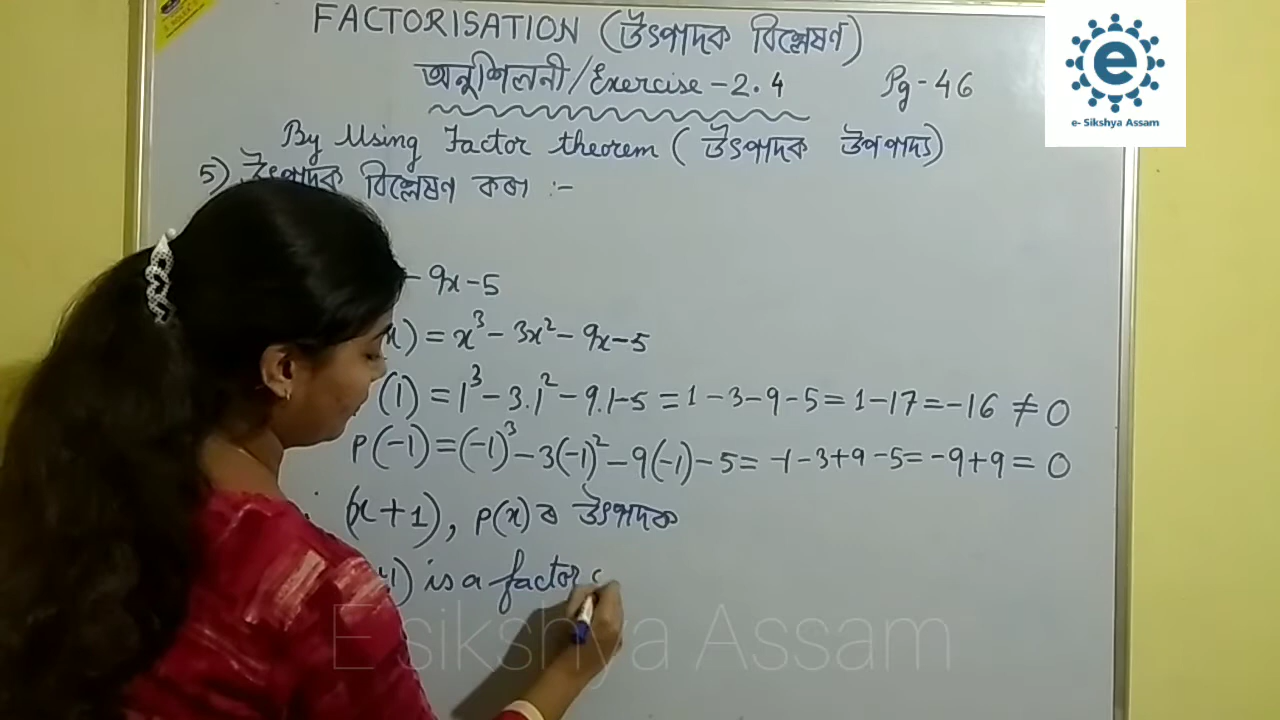 FACTORISATION (উৎপাদক বিশ্লেষণ)
অনুশিলনী/Exercise-2.4 Pg-46
e- Sikshya Assam
By Using Factor theorem (উৎপাদক উপপাদ্য)
5) উৎপাদক বিশ্লেষণ কৰা :-
- 9x - 5
x) = x³ - 3x² - 9x - 5
(1) = 1³ - 3.1² - 9.1 - 5 = 1 - 3 - 9 - 5 = 1 - 17 = -16 ≠ 0
P(-1) = (-1)³ - 3(-1)² - 9(-1) - 5 = -1 - 3 + 9 - 5 = -9 + 9 = 0
(x+1), P(x) ৰ উৎপাদক
1) is a factor
E sikshya Assam